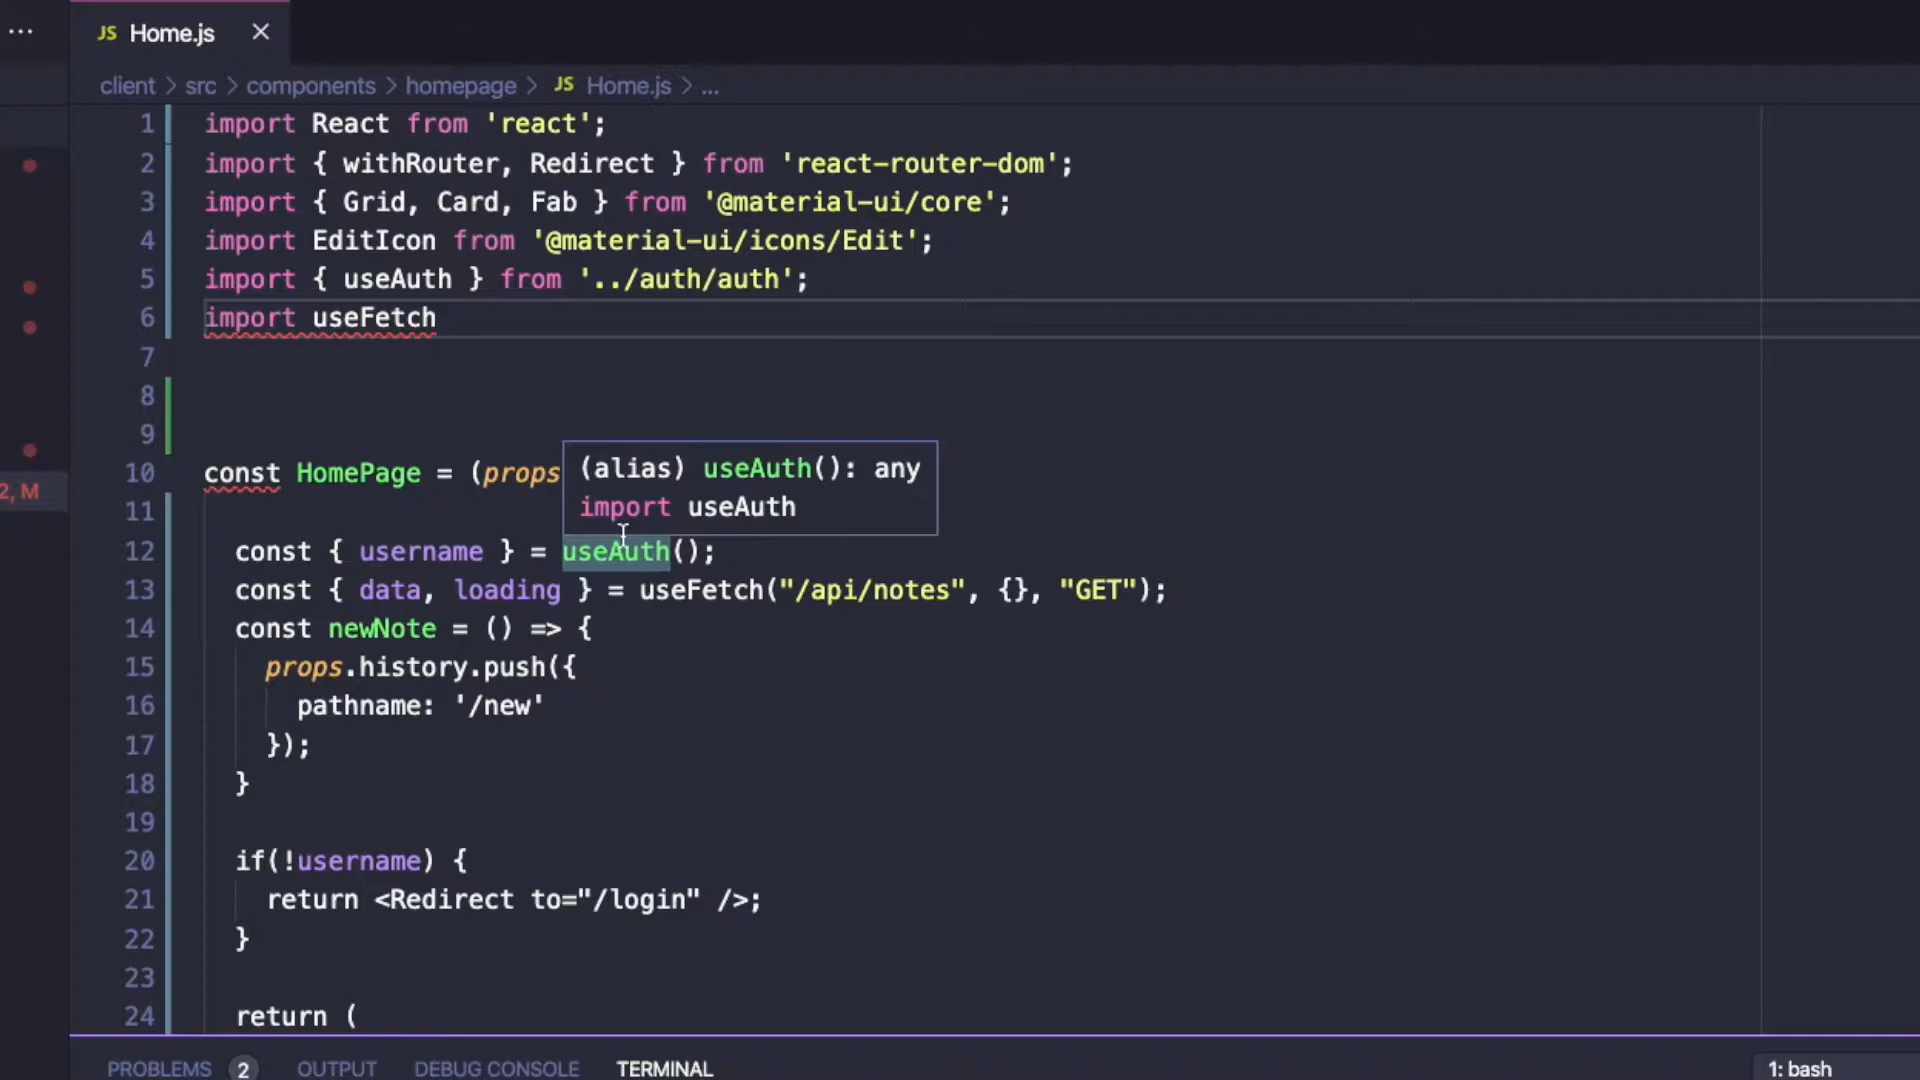 ...
JS Home.js ×
client > src > components > homepage > JS Home.js > ...
1 import React from 'react';
2 import { withRouter, Redirect } from 'react-router-dom';
3 import { Grid, Card, Fab } from '@material-ui/core';
4 import EditIcon from '@material-ui/icons/Edit';
5 import { useAuth } from '../auth/auth';
6 import useFetch
7
8
9
10 const HomePage = (props
(alias) useAuth(): any
import useAuth
2, M
11
12 const { username } = useAuth();
13 const { data, loading } = useFetch("/api/notes", {}, "GET");
14 const newNote = () => {
15 props.history.push({
16 pathname: '/new'
17 });
18 }
19
20 if(!username) {
21 return <Redirect to="/login" />;
22 }
23
24 return (
PROBLEMS 2 OUTPUT DEBUG CONSOLE TERMINAL 1: bash